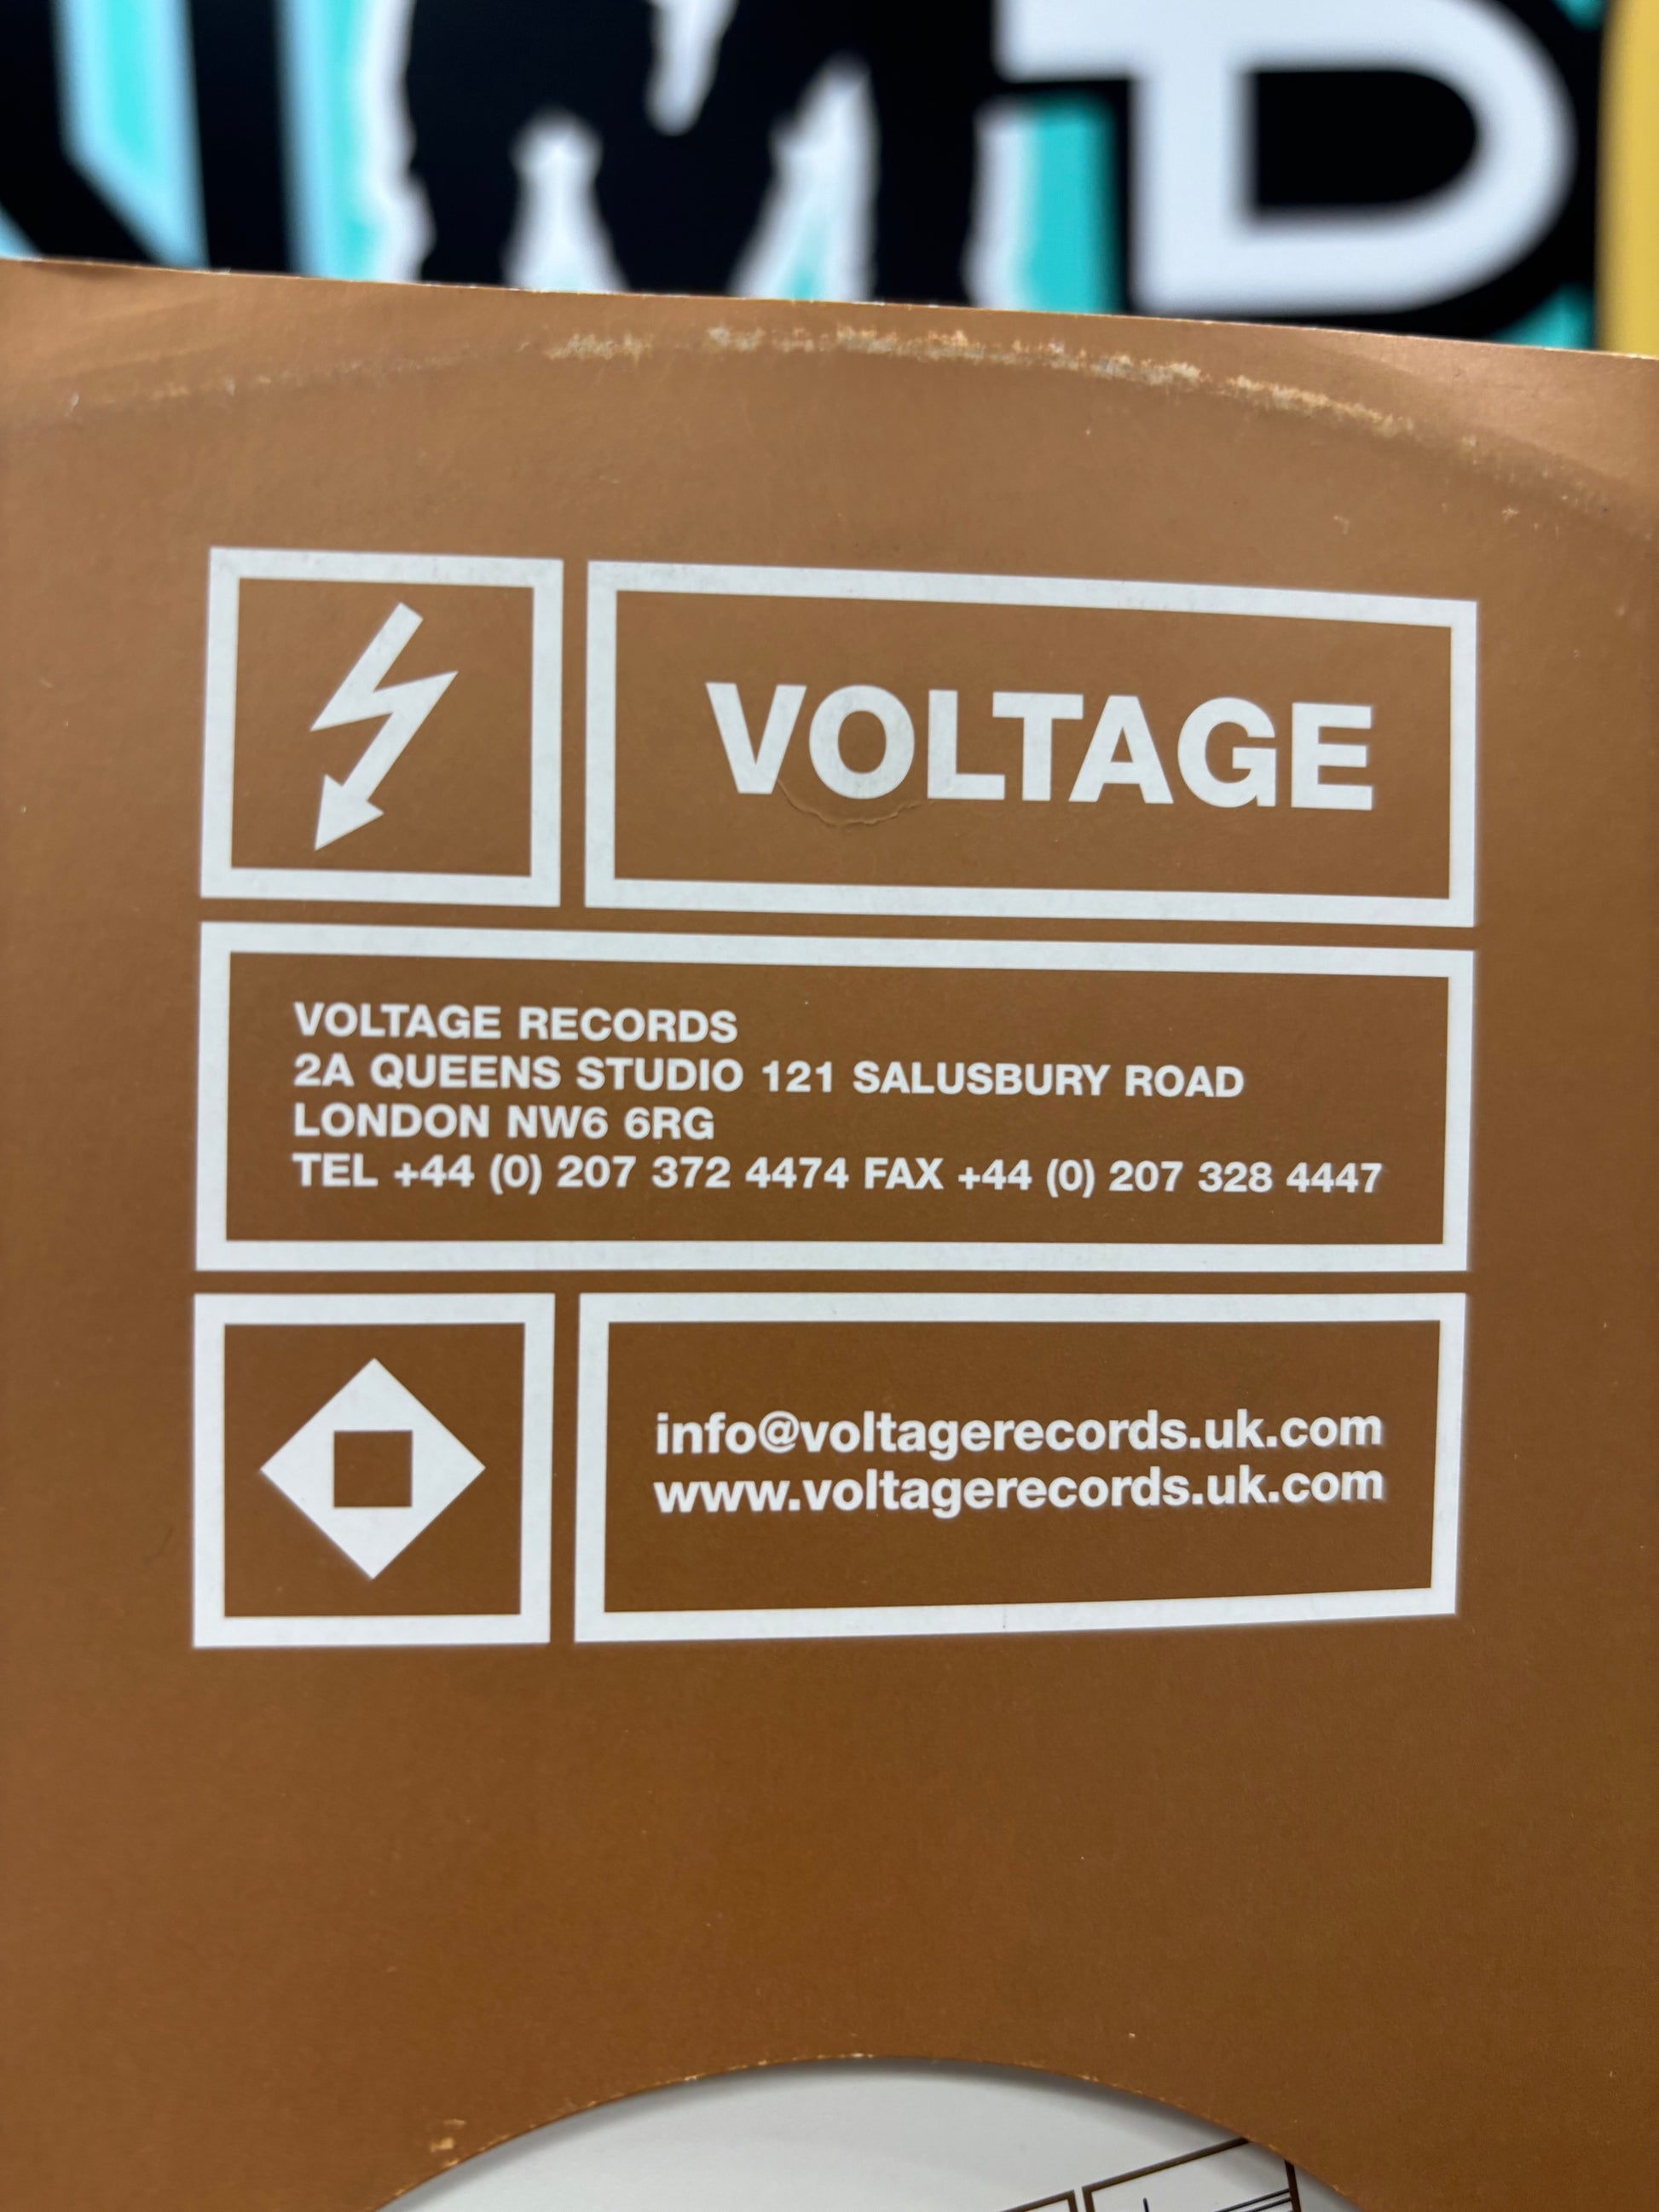 VOLTAGE
VOLTAGE RECORDS
2A QUEENS STUDIO 121 SALUSBURY ROAD
LONDON NW6 6RG
TEL +44 (0) 207 372 4474 FAX +44 (0) 207 328 4447
info@voltagerecords.uk.com
www.voltagerecords.uk.com